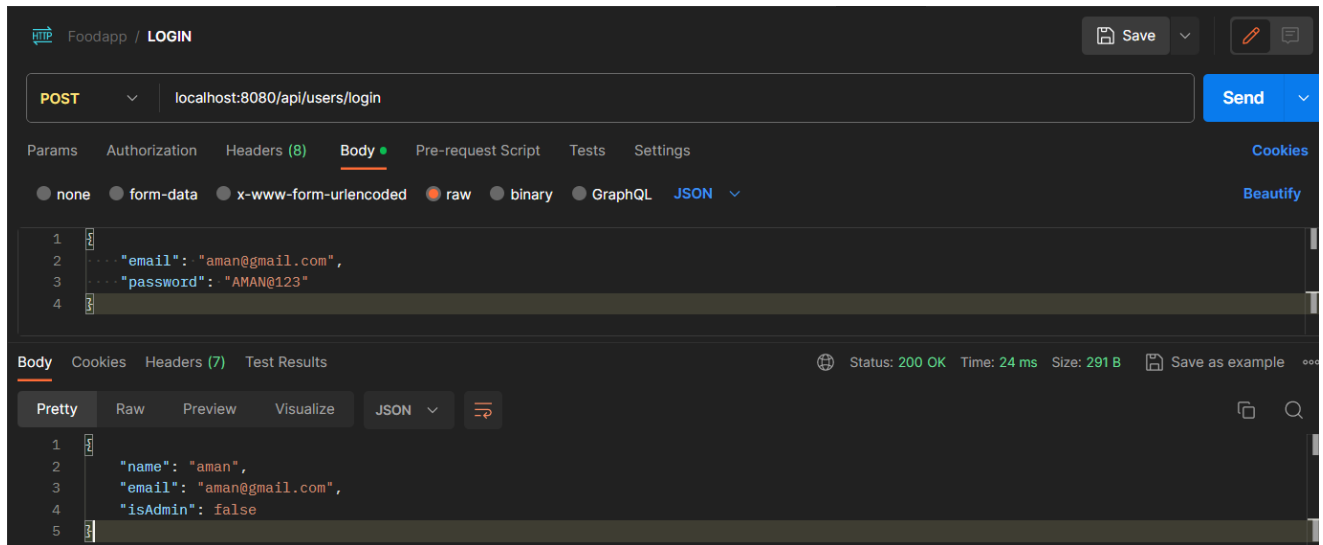 HTTP Foodapp / LOGIN Save
POST localhost:8080/api/users/login Send
Params Authorization Headers (8) Body Pre-request Script Tests Settings Cookies
none form-data x-www-form-urlencoded raw binary GraphQL JSON Beautify
1 {
2 "email": "aman@gmail.com",
3 "password": "AMAN@123"
4 }
Body Cookies Headers (7) Test Results Status: 200 OK Time: 24 ms Size: 291 B Save as example
Pretty Raw Preview Visualize JSON
1 {
2 "name": "aman",
3 "email": "aman@gmail.com",
4 "isAdmin": false
5 }